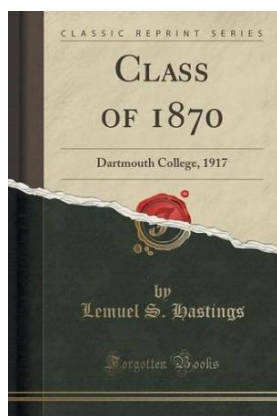 CLASSIC REPRINT SERIES
CLASS
OF 1870
Dartmouth College, 1917
by
Lemuel S. Hastings
Forgotten Books